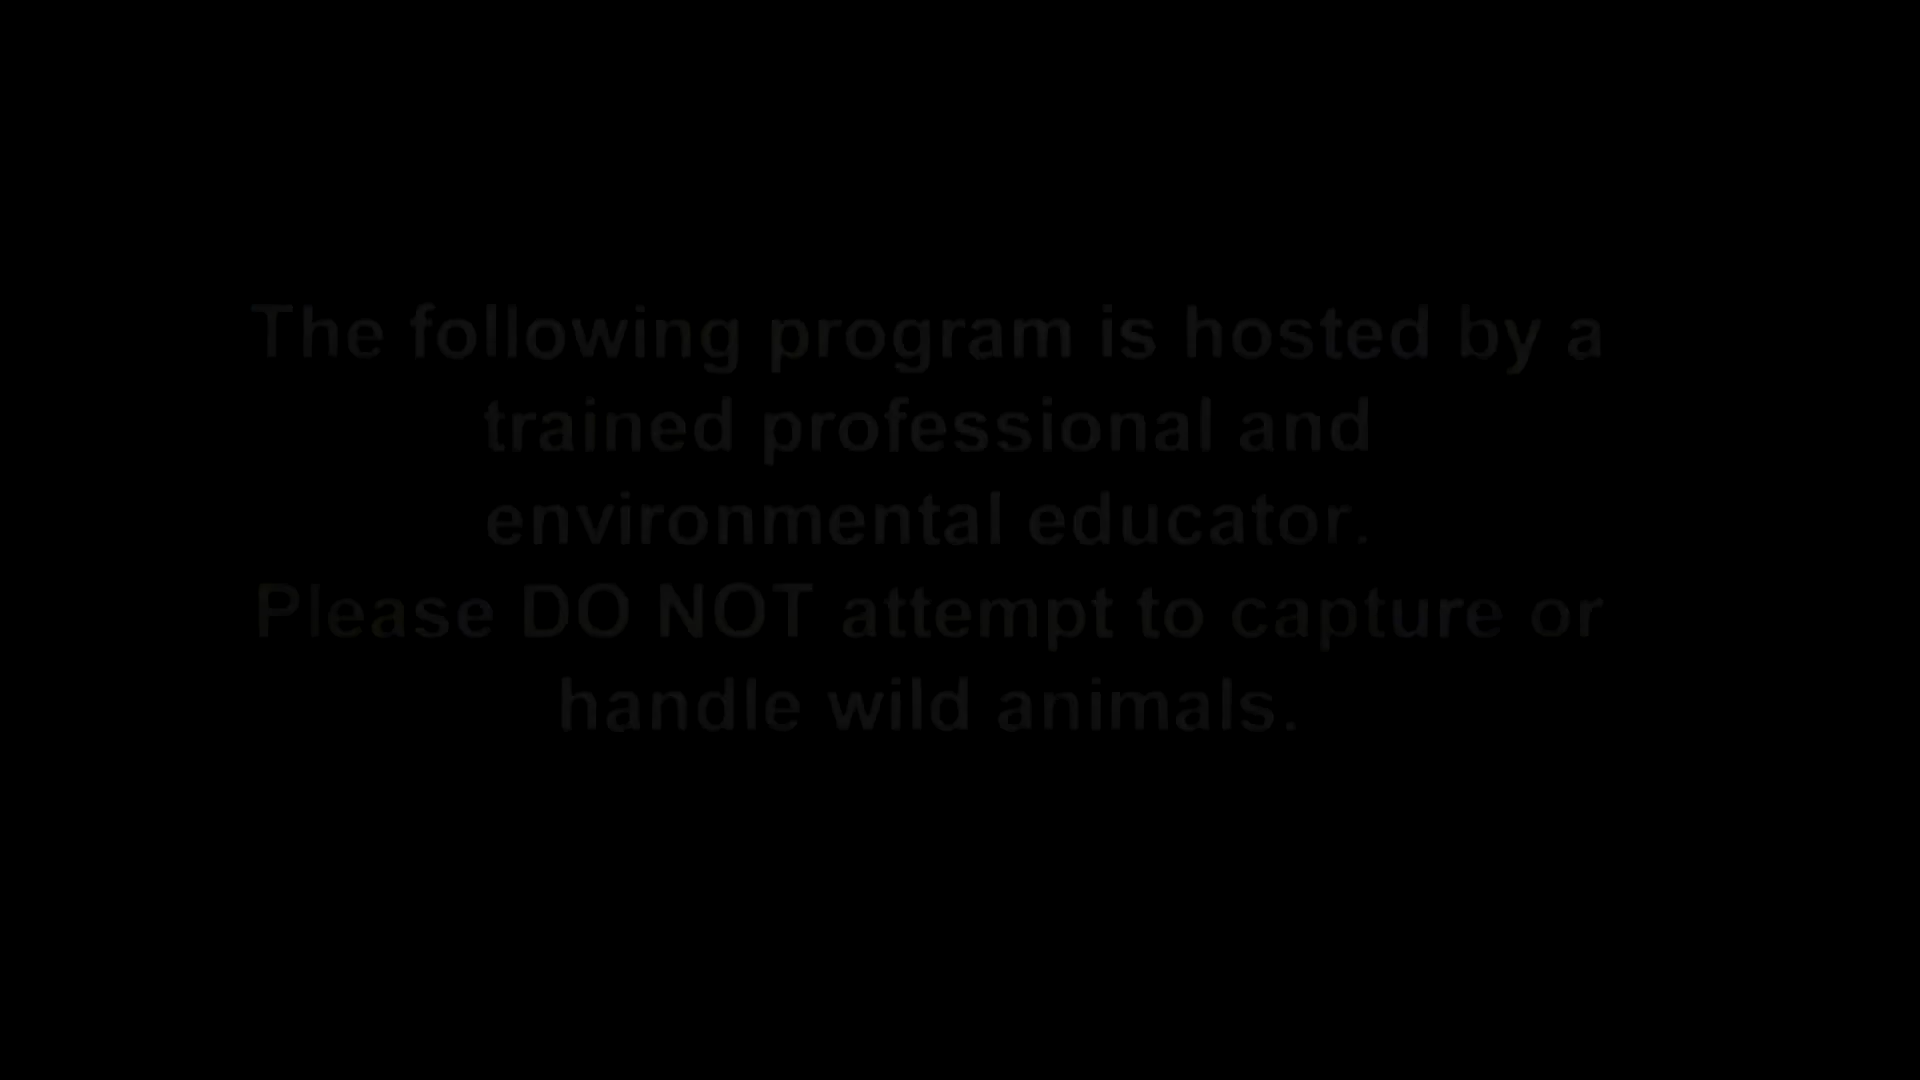 The following program is hosted by a
trained professional and
environmental educator.
Please DO NOT attempt to capture or
handle wild animals.